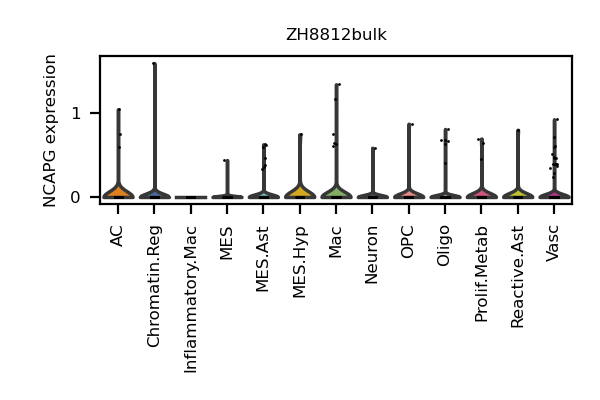 ZH8812bulk
NCAPG expression
1
0
AC
Chromatin.Reg
Inflammatory.Mac
MES
MES.Ast
MES.Hyp
Mac
Neuron
OPC
Oligo
Prolif.Metab
Reactive.Ast
Vasc